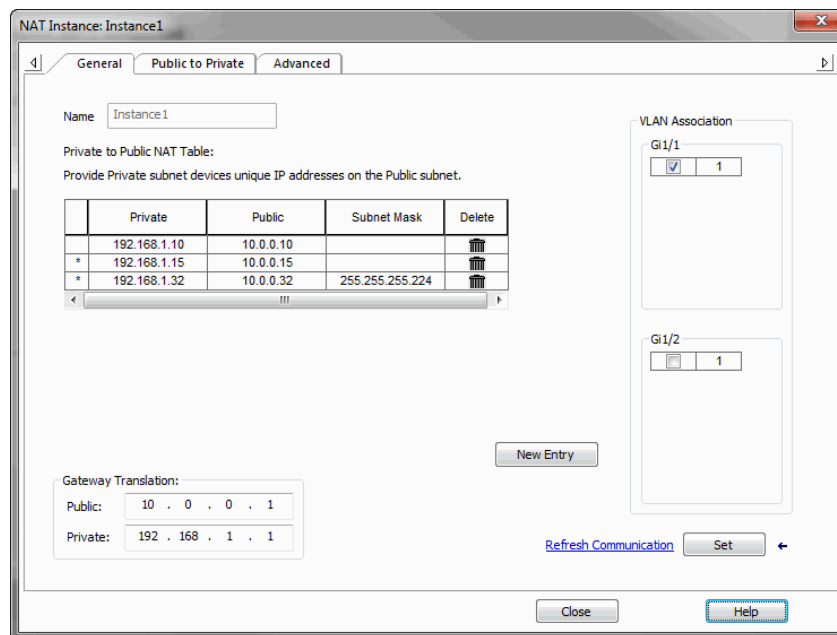 NAT Instance: Instance1
General Public to Private Advanced
Name Instance1
Private to Public NAT Table:
Provide Private subnet devices unique IP addresses on the Public subnet.
Private Public Subnet Mask Delete
192.168.1.10 10.0.0.10
* 192.168.1.15 10.0.0.15
* 192.168.1.32 10.0.0.32 255.255.255.224
VLAN Association
Gi1/1
1
Gi1/2
1
New Entry
Gateway Translation:
Public: 10 . 0 . 0 . 1
Private: 192 . 168 . 1 . 1
Refresh Communication Set
Close Help